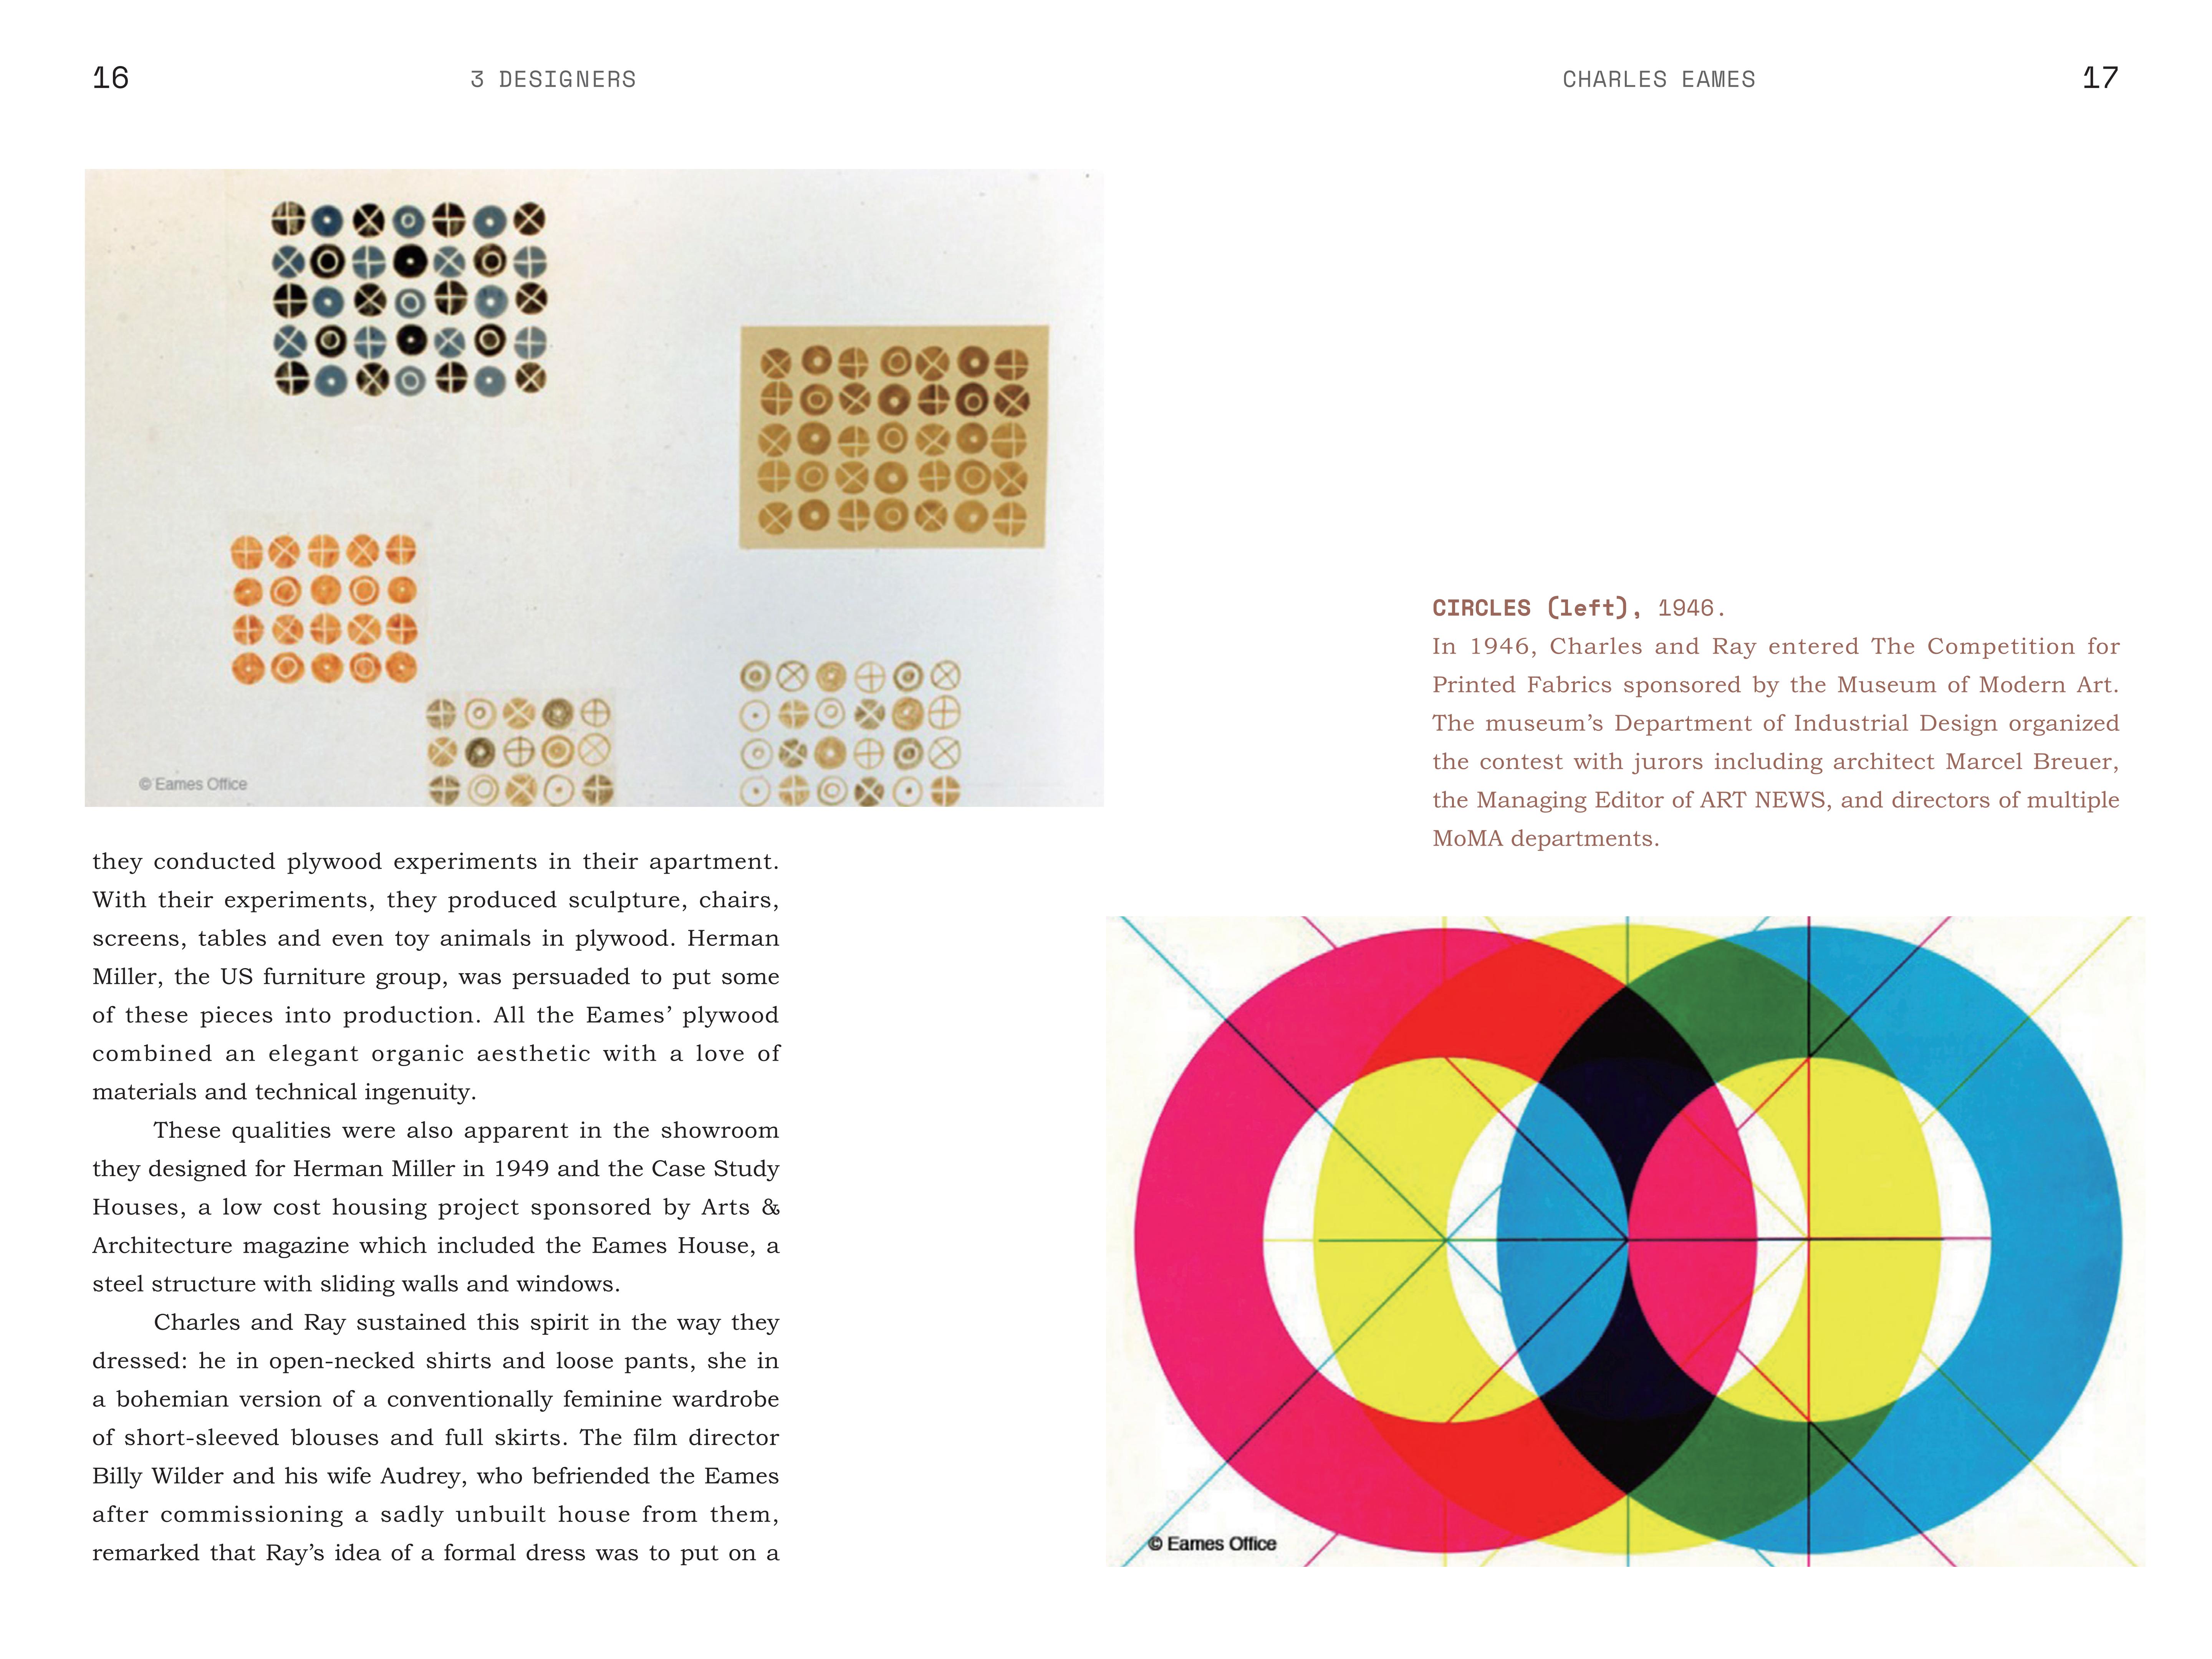 16
3 DESIGNERS
© Eames Office
they conducted plywood experiments in their apartment.
With their experiments, they produced sculpture, chairs,
screens, tables and even toy animals in plywood. Herman
Miller, the US furniture group, was persuaded to put some
of these pieces into production. All the Eames’ plywood
combined an elegant organic aesthetic with a love of
materials and technical ingenuity.
These qualities were also apparent in the showroom
they designed for Herman Miller in 1949 and the Case Study
Houses, a low cost housing project sponsored by Arts &
Architecture magazine which included the Eames House, a
steel structure with sliding walls and windows.
Charles and Ray sustained this spirit in the way they
dressed: he in open-necked shirts and loose pants, she in
a bohemian version of a conventionally feminine wardrobe
of short-sleeved blouses and full skirts. The film director
Billy Wilder and his wife Audrey, who befriended the Eames
after commissioning a sadly unbuilt house from them,
remarked that Ray’s idea of a formal dress was to put on a
CHARLES EAMES
17
CIRCLES (left), 1946.
In 1946, Charles and Ray entered The Competition for
Printed Fabrics sponsored by the Museum of Modern Art.
The museum’s Department of Industrial Design organized
the contest with jurors including architect Marcel Breuer,
the Managing Editor of ART NEWS, and directors of multiple
MoMA departments.
© Eames Office